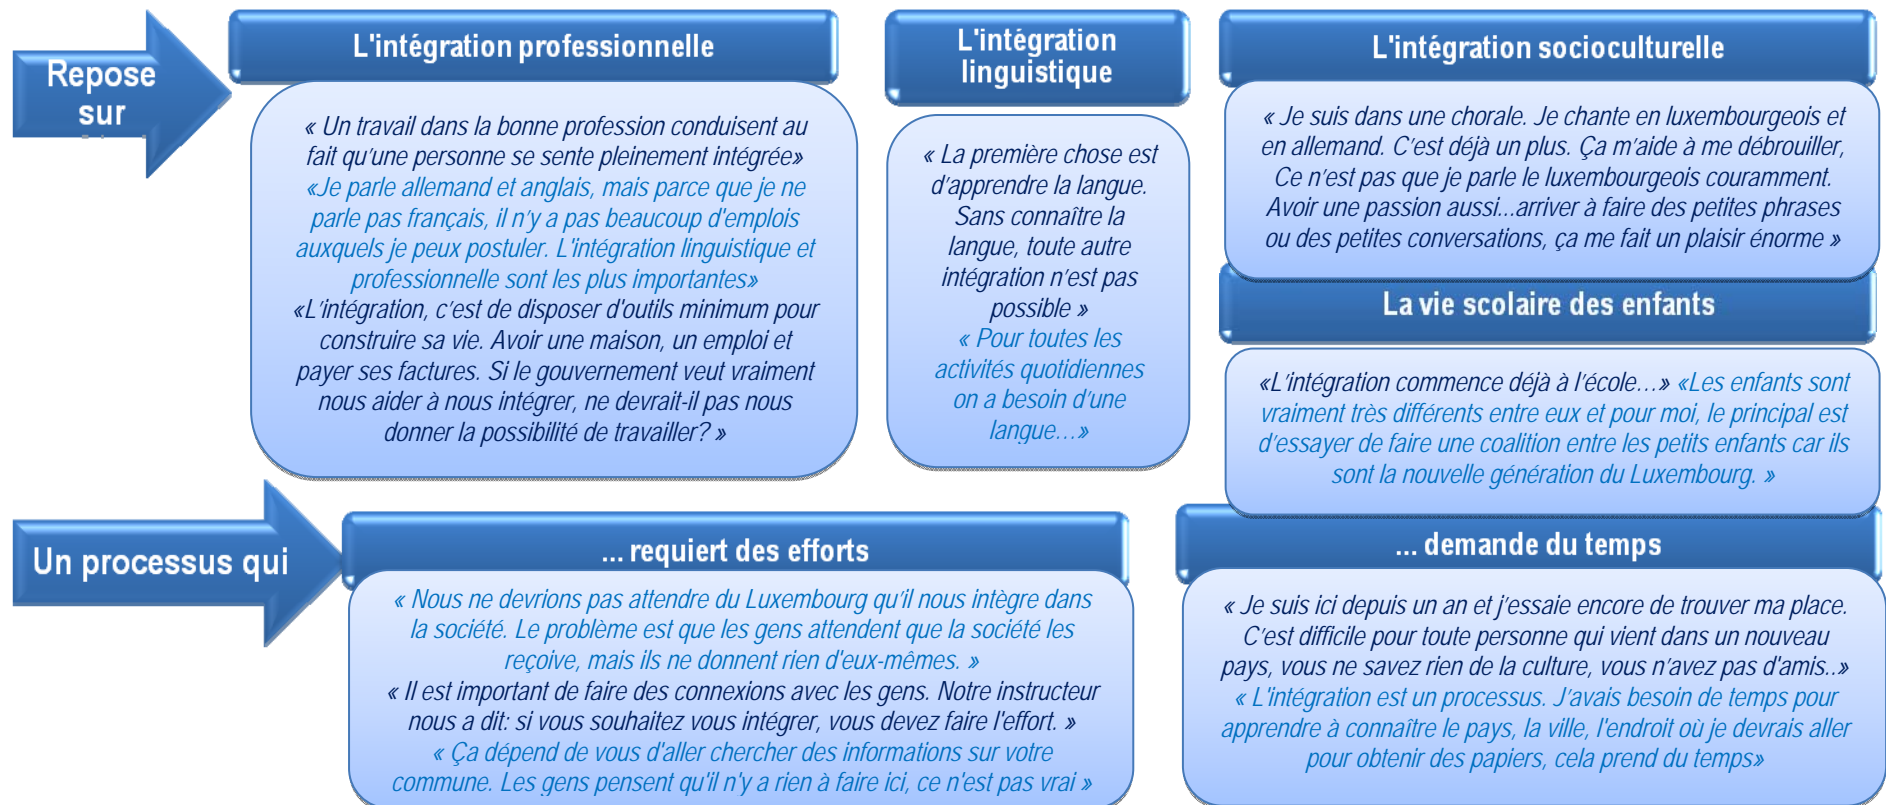 Repose
sur
L'intégration professionnelle
« Un travail dans la bonne profession conduisent au
fait qu'une personne se sente pleinement intégrée»
«Je parle allemand et anglais, mais parce que je ne
parle pas français, il n'y a pas beaucoup d'emplois
auxquels je peux postuler. L'intégration linguistique et
professionnelle sont les plus importantes»
«L'intégration, c'est de disposer d'outils minimum pour
construire sa vie. Avoir une maison, un emploi et
payer ses factures. Si le gouvernement veut vraiment
nous aider à nous intégrer, ne devrait-il pas nous
donner la possibilité de travailler? »
L'intégration
linguistique
« La première chose est
d'apprendre la langue.
Sans connaître la
langue, toute autre
intégration n'est pas
possible »
« Pour toutes les
activités quotidiennes
on a besoin d'une
langue…»
L'intégration socioculturelle
« Je suis dans une chorale. Je chante en luxembourgeois et
en allemand. C'est déjà un plus. Ça m'aide à me débrouiller,
Ce n'est pas que je parle le luxembourgeois couramment.
Avoir une passion aussi...arriver à faire des petites phrases
ou des petites conversations, ça me fait un plaisir énorme »
La vie scolaire des enfants
«L'intégration commence déjà à l'école…» «Les enfants sont
vraiment très différents entre eux et pour moi, le principal est
d'essayer de faire une coalition entre les petits enfants car ils
sont la nouvelle génération du Luxembourg. »
Un processus qui
... requiert des efforts
« Nous ne devrions pas attendre du Luxembourg qu'il nous intègre dans
la société. Le problème est que les gens attendent que la société les
reçoive, mais ils ne donnent rien d'eux-mêmes. »
« Il est important de faire des connexions avec les gens. Notre instructeur
nous a dit: si vous souhaitez vous intégrer, vous devez faire l'effort. »
« Ça dépend de vous d'aller chercher des informations sur votre
commune. Les gens pensent qu'il n'y a rien à faire ici, ce n'est pas vrai »
... demande du temps
« Je suis ici depuis un an et j'essaie encore de trouver ma place.
C'est difficile pour toute personne qui vient dans un nouveau
pays, vous ne savez rien de la culture, vous n'avez pas d'amis..»
« L'intégration est un processus. J'avais besoin de temps pour
apprendre à connaître le pays, la ville, l'endroit où je devrais aller
pour obtenir des papiers, cela prend du temps»